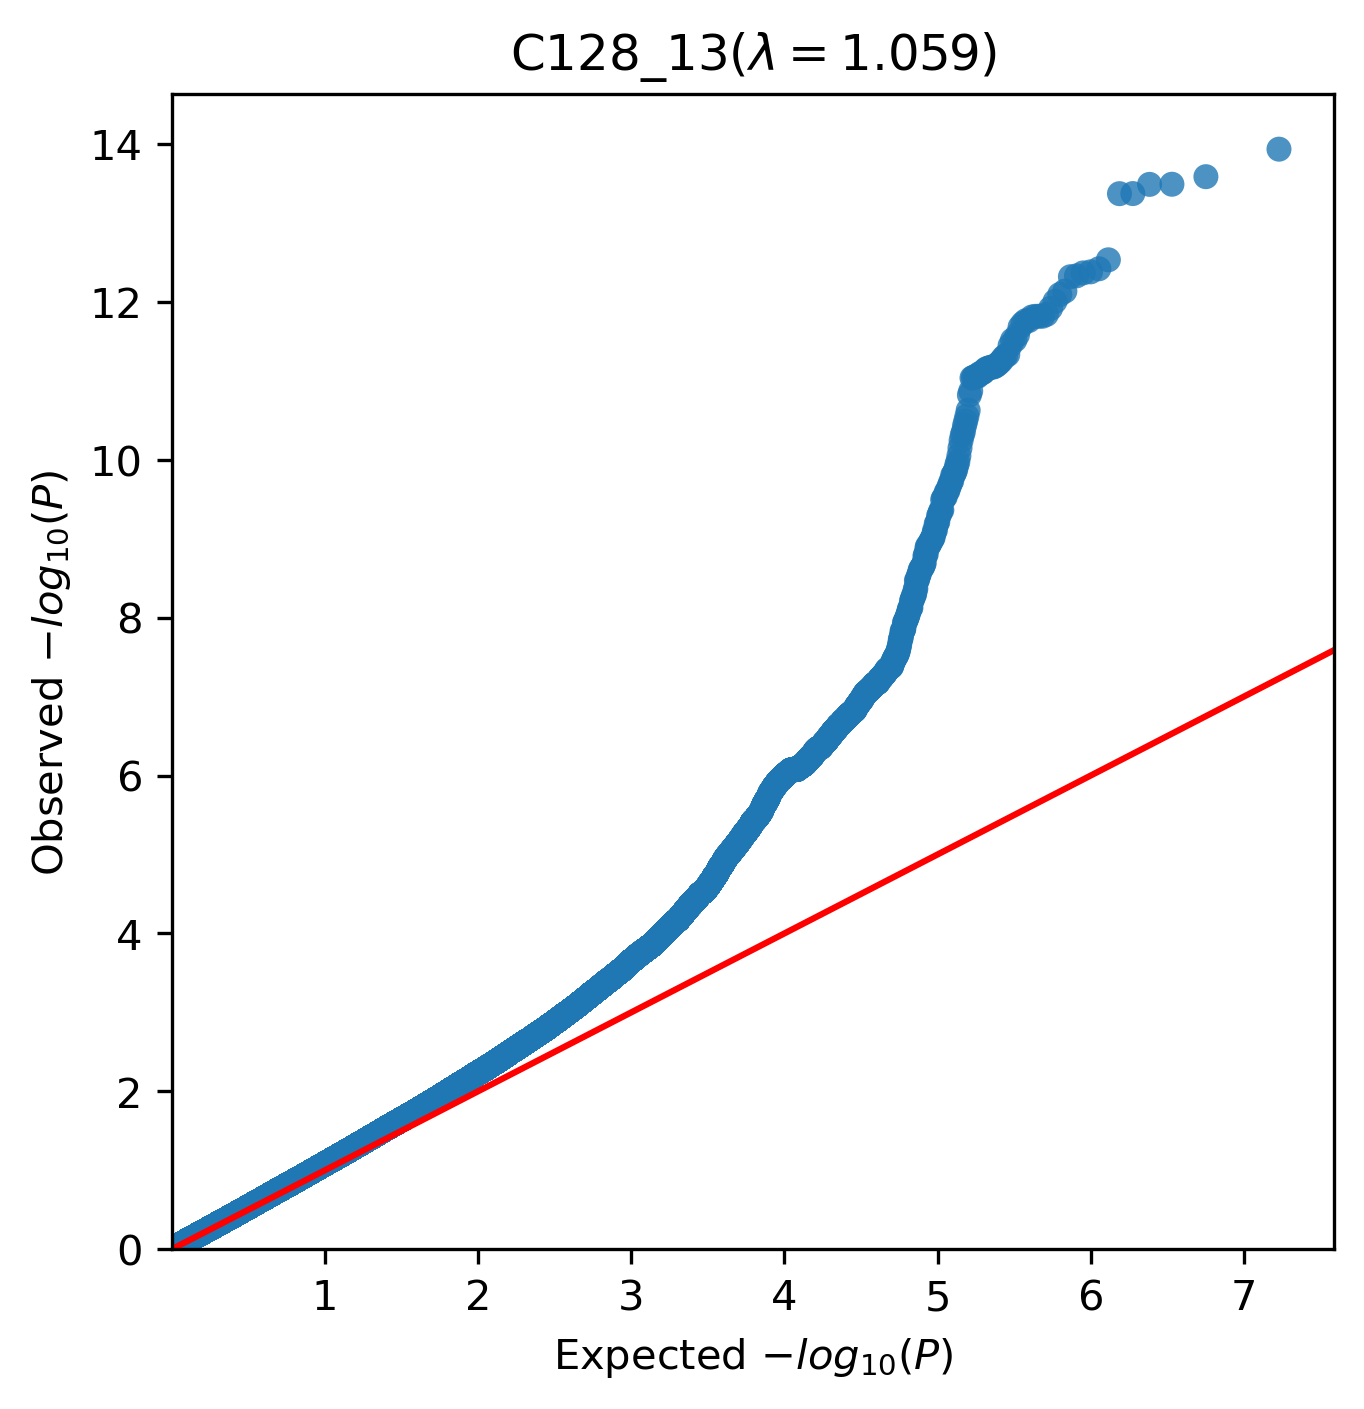 C128_13(λ = 1.059)
14
12
10
8
6
4
2
0
Observed −log₁₀(P)
1 2 3 4 5 6 7
Expected −log₁₀(P)